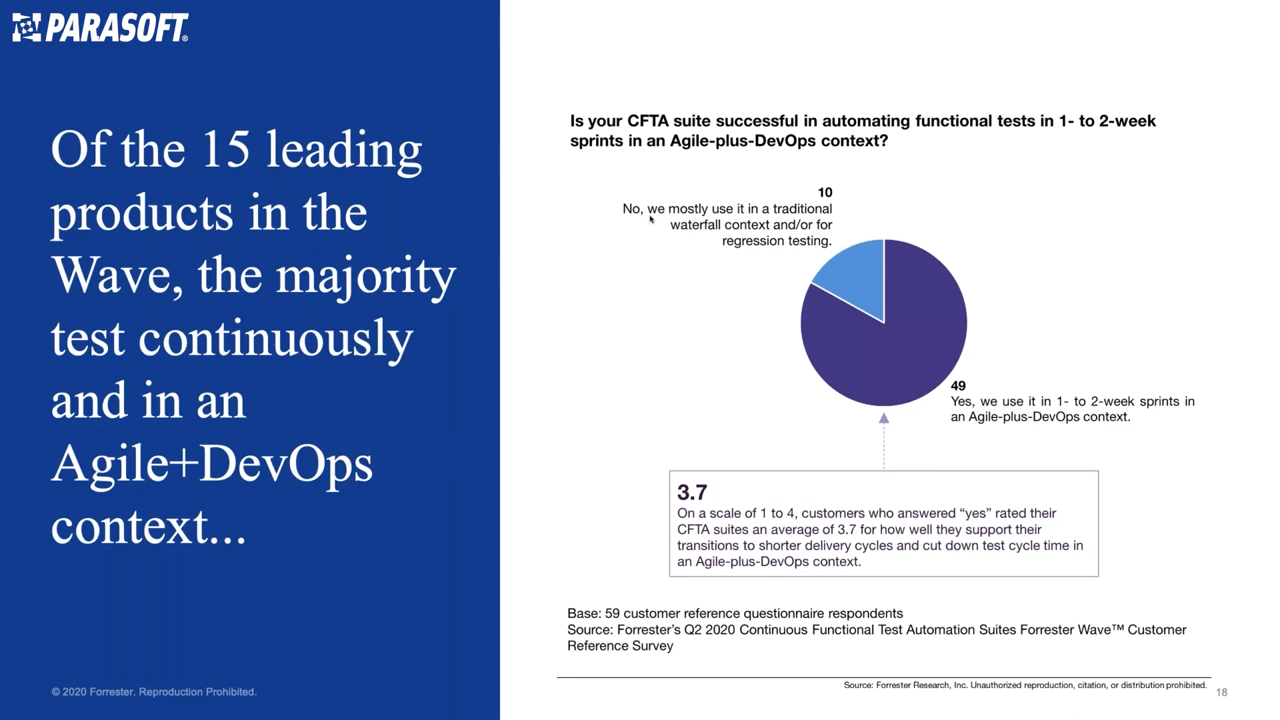 PARASOFT®
Of the 15 leading
products in the
Wave, the majority
test continuously
and in an
Agile+DevOps
context...
© 2020 Forrester. Reproduction Prohibited.
Is your CFTA suite successful in automating functional tests in 1- to 2-week
sprints in an Agile-plus-DevOps context?
10
No, we mostly use it in a traditional
waterfall context and/or for
regression testing.
49
Yes, we use it in 1- to 2-week sprints in
an Agile-plus-DevOps context.
3.7
On a scale of 1 to 4, customers who answered “yes” rated their
CFTA suites an average of 3.7 for how well they support their
transitions to shorter delivery cycles and cut down test cycle time in
an Agile-plus-DevOps context.
Base: 59 customer reference questionnaire respondents
Source: Forrester’s Q2 2020 Continuous Functional Test Automation Suites Forrester Wave™ Customer
Reference Survey
Source: Forrester Research, Inc. Unauthorized reproduction, citation, or distribution prohibited.
18